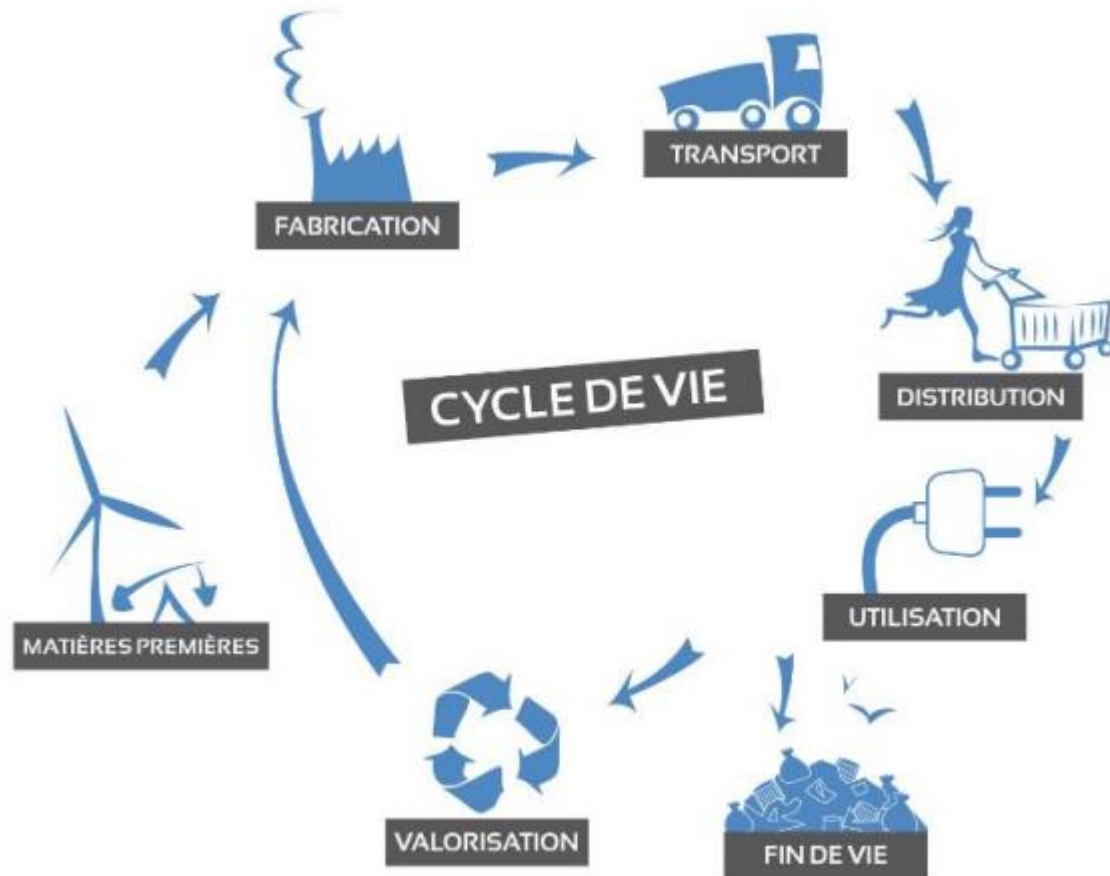 TRANSPORT
FABRICATION
CYCLE DE VIE
DISTRIBUTION
UTILISATION
MATIÈRES PREMIÈRES
VALORISATION
FIN DE VIE